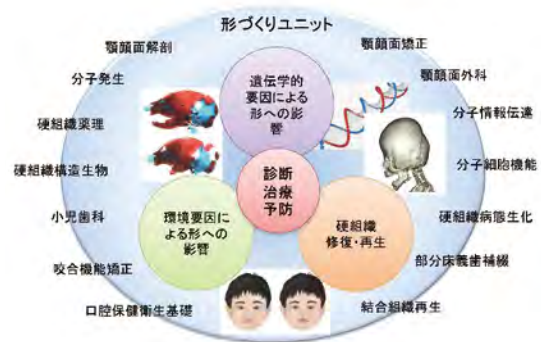 形づくりユニット
顎顔面解剖
分子発生
硬組織薬理
硬組織構造生物
小児歯科
咬合機能矯正
口腔保健衛生基礎
遺伝学的
要因による
形への影
響
診断
治療
予防
環境要因に
よる形への
影響
硬組織
修復・再生
顎顔面矯正
顎顔面外科
分子情報伝達
分子細胞機能
硬組織病態生化
部分床義歯補綴
結合組織再生